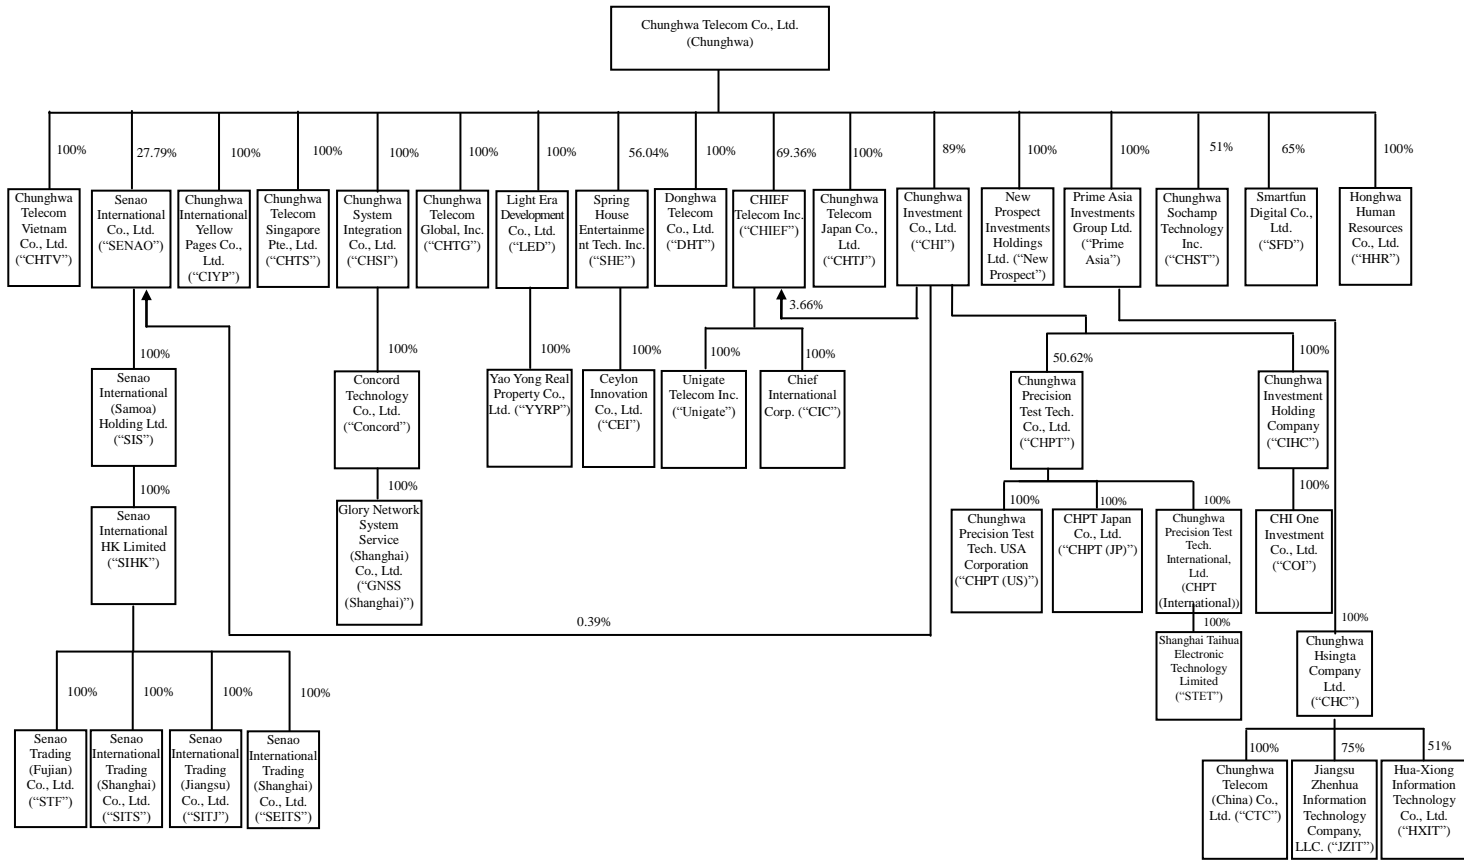 Chunghwa Telecom Co., Ltd.
(Chunghwa)
100%
27.79%
100%
100%
100%
100%
100%
56.04%
100%
69.36%
100%
89%
100%
100%
51%
65%
100%
Chunghwa
Telecom
Vietnam
Co., Ltd.
(“CHTV”)
Senao
International
Co., Ltd.
(“SENAO”)
Chunghwa
International
Yellow
Pages Co.,
Ltd.
(“CIYP”)
Chunghwa
Telecom
Singapore
Pte., Ltd.
(“CHTS”)
Chunghwa
System
Integration
Co., Ltd.
(“CHSI”)
Chunghwa
Telecom
Global, Inc.
(“CHTG”)
Light Era
Development
Co., Ltd.
(“LED”)
Spring
House
Entertainme
nt Tech. Inc.
(“SHE”)
Donghwa
Telecom
Co., Ltd.
(“DHT”)
CHIEF
Telecom Inc.
(“CHIEF”)
Chunghwa
Telecom
Japan Co.,
Ltd.
(“CHTJ”)
Chunghwa
Investment
Co., Ltd.
(“CHI”)
New
Prospect
Investments
Holdings
Ltd. (“New
Prospect”)
Prime Asia
Investments
Group Ltd.
(“Prime
Asia”)
Chunghwa
Sochamp
Technology
Inc.
(“CHST”)
Smartfun
Digital Co.,
Ltd.
(“SFD”)
Honghwa
Human
Resources
Co., Ltd.
(“HHR”)
3.66%
100%
100%
100%
100%
100%
100%
50.62%
100%
Senao
International
(Samoa)
Holding Ltd.
(“SIS”)
Concord
Technology
Co., Ltd.
(“Concord”)
Yao Yong Real
Property Co.,
Ltd. (“YYRP”)
Ceylon
Innovation
Co., Ltd.
(“CEI”)
Unigate
Telecom Inc.
(“Unigate”)
Chief
International
Corp. (“CIC”)
Chunghwa
Precision
Test Tech.
Co., Ltd.
(“CHPT”)
Chunghwa
Investment
Holding
Company
(“CIHC”)
100%
100%
100%
100%
100%
100%
Senao
International
HK Limited
(“SIHK”)
Glory Network
System
Service
(Shanghai)
Co., Ltd.
(“GNSS
(Shanghai)”)
Chunghwa
Precision Test
Tech. USA
Corporation
(“CHPT (US)”)
CHPT Japan
Co., Ltd.
(“CHPT (JP)”)
Chunghwa
Precision Test
Tech.
International,
Ltd.
(CHPT
(International))
CHI One
Investment
Co., Ltd.
(“COI”)
0.39%
100%
100%
Shanghai Taihua
Electronic
Technology
Limited
(“STET”)
Chunghwa
Hsingta
Company
Ltd.
(“CHC”)
100%
100%
100%
100%
Senao
Trading
(Fujian)
Co., Ltd.
“STF”)
Senao
International
Trading
(Shanghai)
Co., Ltd.
(“SITS”)
Senao
International
Trading
(Jiangsu)
Co., Ltd.
(“SITJ”)
Senao
International
Trading
(Shanghai)
Co., Ltd.
(“SEITS”)
100%
75%
51%
Chunghwa
Telecom
(China) Co.,
Ltd. (“CTC”)
Jiangsu
Zhenhua
Information
Technology
Company,
LLC. (“JZIT”)
Hua-Xiong
Information
Technology
Co., Ltd.
(“HXIT”)